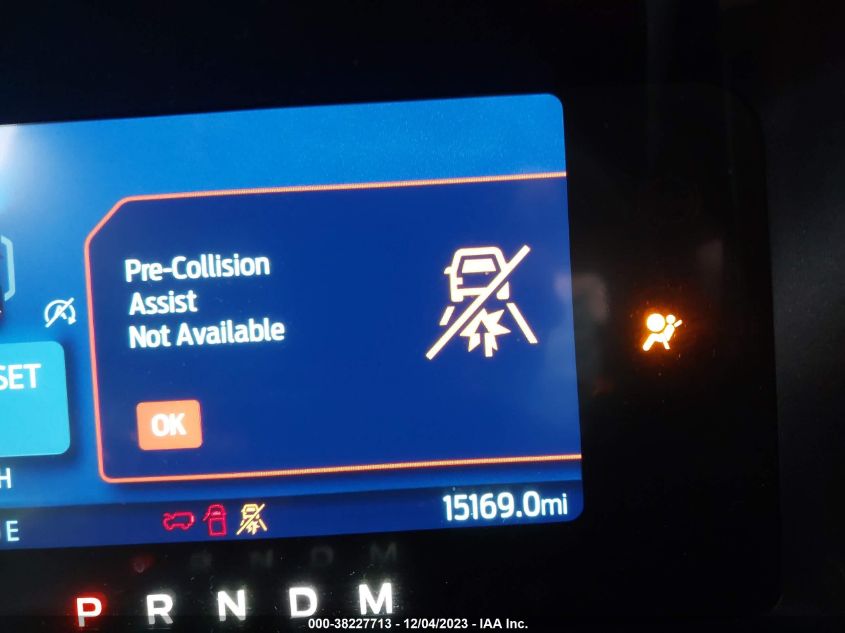 Pre-Collision
Assist
Not Available
SET
OK
H
E
15169.0mi
P R N D M
000-38227713 - 12/04/2023 - IAA Inc.